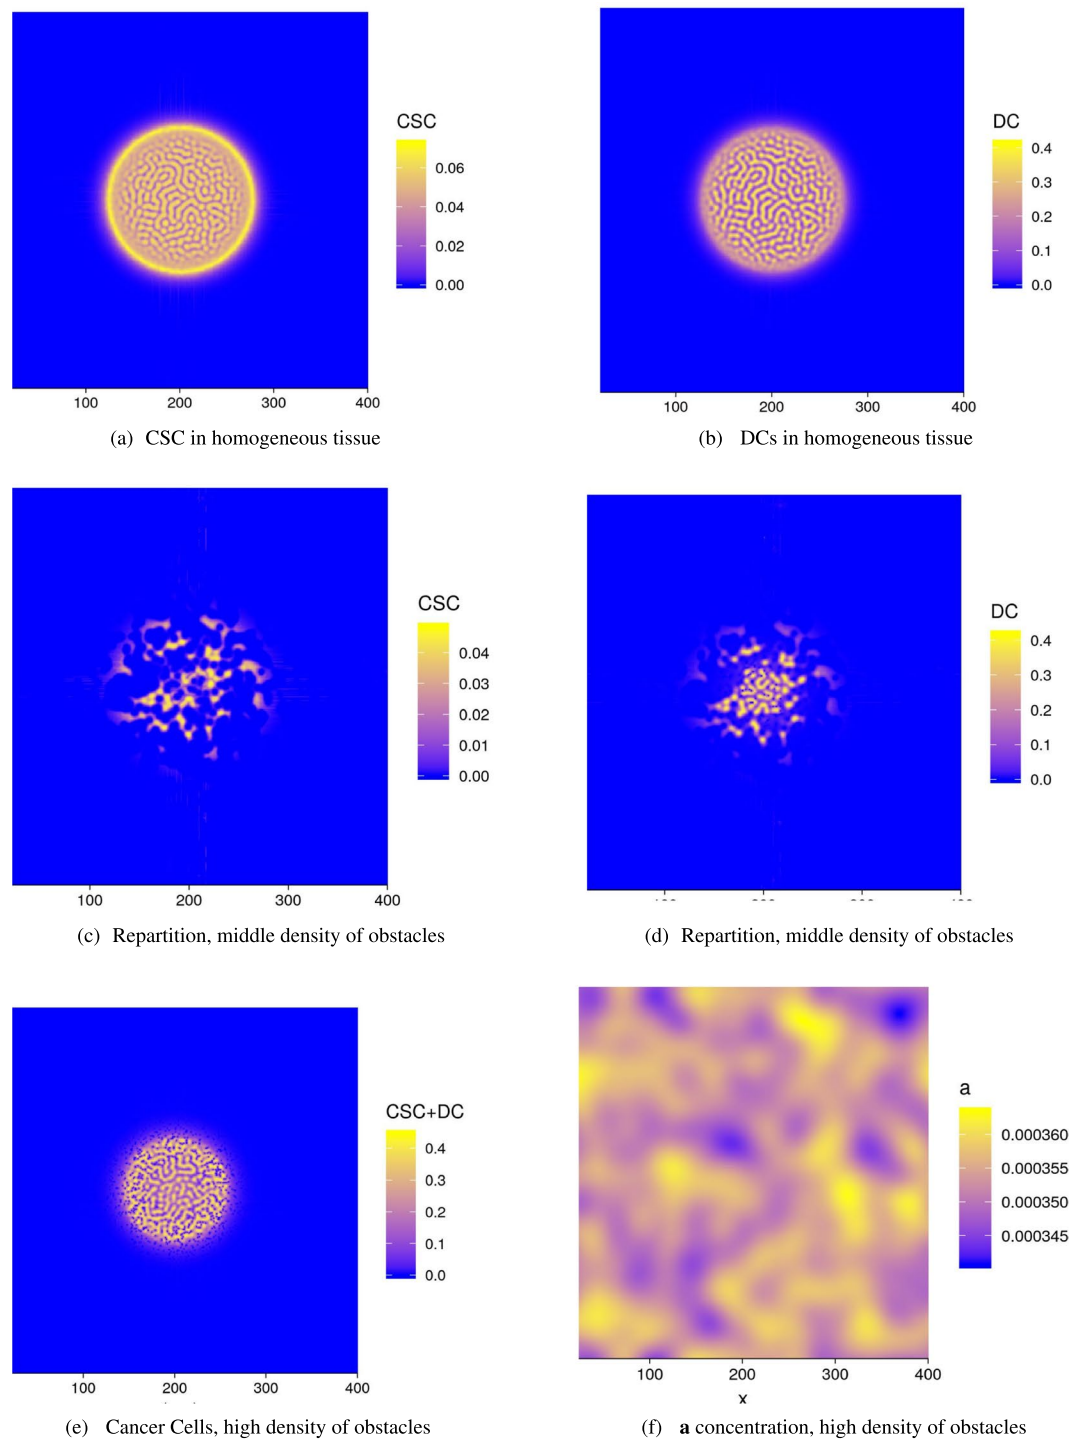 CSC
0.06
0.04
0.02
0.00
100 200 300 400
(a) CSC in homogeneous tissue
DC
0.4
0.3
0.2
0.1
0.0
100 200 300 400
(b) DCs in homogeneous tissue
CSC
0.04
0.03
0.02
0.01
0.00
100 200 300 400
(c) Repartition, middle density of obstacles
DC
0.4
0.3
0.2
0.1
0.0
(d) Repartition, middle density of obstacles
CSC+DC
0.4
0.3
0.2
0.1
0.0
100 200 300 400
(e) Cancer Cells, high density of obstacles
a
0.000360
0.000355
0.000350
0.000345
100 200 300 400
x
(f) a concentration, high density of obstacles